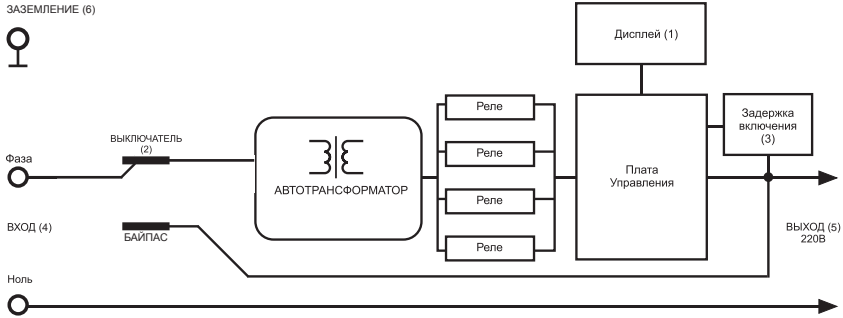 ЗАЗЕМЛЕНИЕ (6)
Дисплей (1)
Реле
Задержка
включения
(3)
ВЫКЛЮЧАТЕЛЬ
(2)
Реле
Фаза
АВТОТРАНСФОРМАТОР
Плата
Управления
Реле
ВХОД (4)
БАЙПАС
Реле
ВЫХОД (5)
220В
Ноль